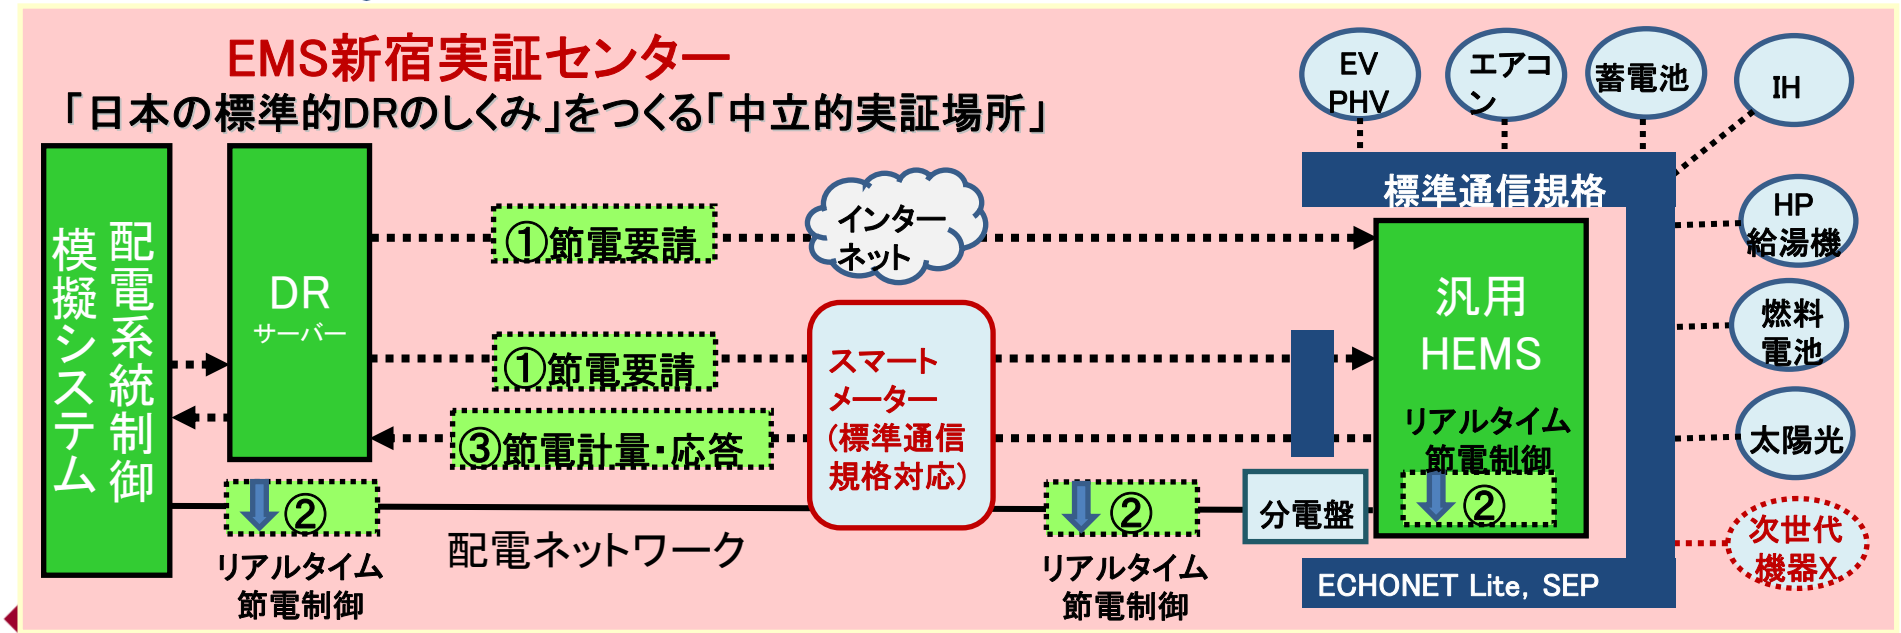 EMS新宿実証センター
「日本の標準的DRのしくみ」をつくる「中立的実証場所」
配電系統制御
模擬システム
DR
サーバー
①節電要請
インター
ネット
①節電要請
③節電計量・応答
スマート
メーター
(標準通信
規格対応)
②
リアルタイム
節電制御
配電ネットワーク
②
リアルタイム
節電制御
分電盤
標準通信規格
汎用
HEMS
リアルタイム
節電制御
②
ECHONET Lite, SEP
EV
PHV
エアコ
ン
蓄電池
IH
HP
給湯機
燃料
電池
太陽光
次世代
機器X